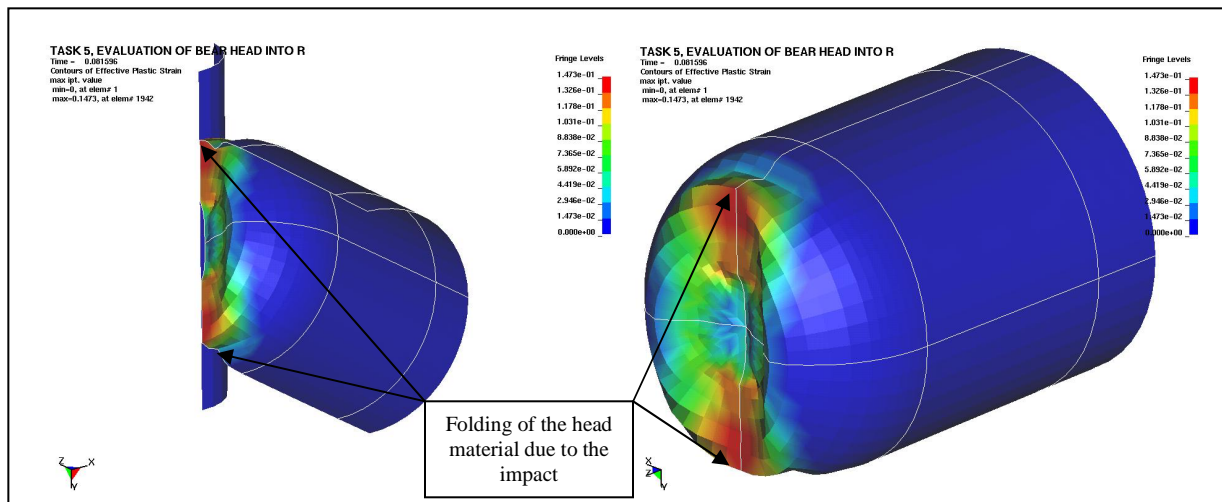 TASK 5, EVALUATION OF BEAR HEAD INTO R
Time = 0.081596
Contours of Effective Plastic Strain
max ipt. value
min=0, at elem# 1
max=0.1473, at elem# 1942
Fringe Levels
1.473e-01
1.326e-01
1.178e-01
1.031e-01
8.838e-02
7.365e-02
5.892e-02
4.419e-02
2.946e-02
1.473e-02
0.000e+00
Z X
Y
TASK 5, EVALUATION OF BEAR HEAD INTO R
Time = 0.081596
Contours of Effective Plastic Strain
max ipt. value
min=0, at elem# 1
max=0.1473, at elem# 1942
Fringe Levels
1.473e-01
1.326e-01
1.178e-01
1.031e-01
8.838e-02
7.365e-02
5.892e-02
4.419e-02
2.946e-02
1.473e-02
0.000e+00
X
Z
Y
Folding of the head
material due to the
impact